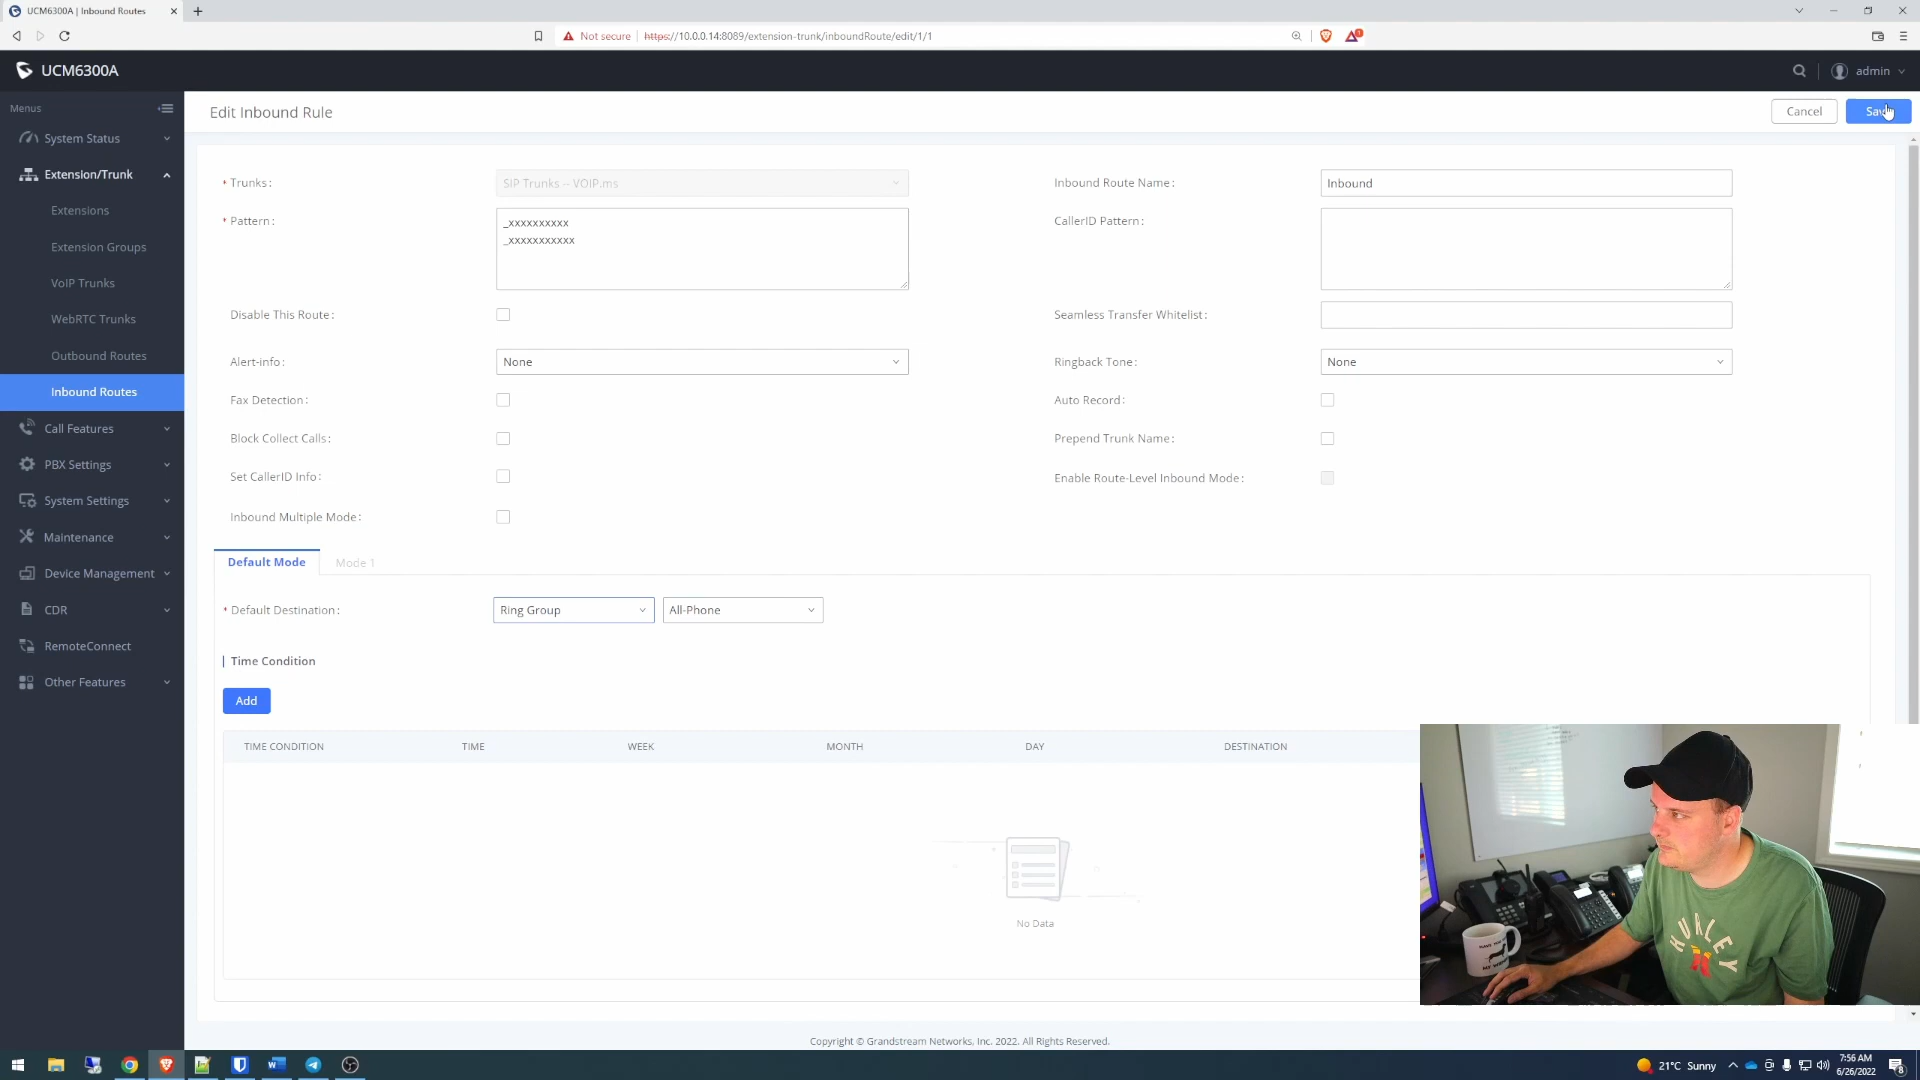 UCM6300A | Inbound Routes
Not secure
https://10.0.0.14:8089/extension-trunk/inboundRoute/edit/1/1
1
UCM6300A
admin
Menus
System Status
Extension/Trunk
Extensions
Extension Groups
VoIP Trunks
WebRTC Trunks
Outbound Routes
Inbound Routes
Call Features
PBX Settings
System Settings
Maintenance
Device Management
CDR
RemoteConnect
Other Features
Edit Inbound Rule
Cancel
* Trunks:
SIP Trunks -- VOIP.ms
Inbound Route Name:
Inbound
* Pattern:
_xxxxxxxxxx
_xxxxxxxxxxx
CallerID Pattern:
Disable This Route:
Seamless Transfer Whitelist:
Alert-info:
None
Ringback Tone:
None
Fax Detection:
Auto Record:
Block Collect Calls:
Prepend Trunk Name:
Set CallerID Info:
Enable Route-Level Inbound Mode:
Inbound Multiple Mode:
Default Mode
Mode 1
* Default Destination:
Ring Group
All-Phone
Time Condition
Add
TIME CONDITION
TIME
WEEK
MONTH
DAY
DESTINATION
No Data
HURLEY
Copyright © Grandstream Networks, Inc. 2022. All Rights Reserved.
21°C Sunny
7:56 AM
6/26/2022
8